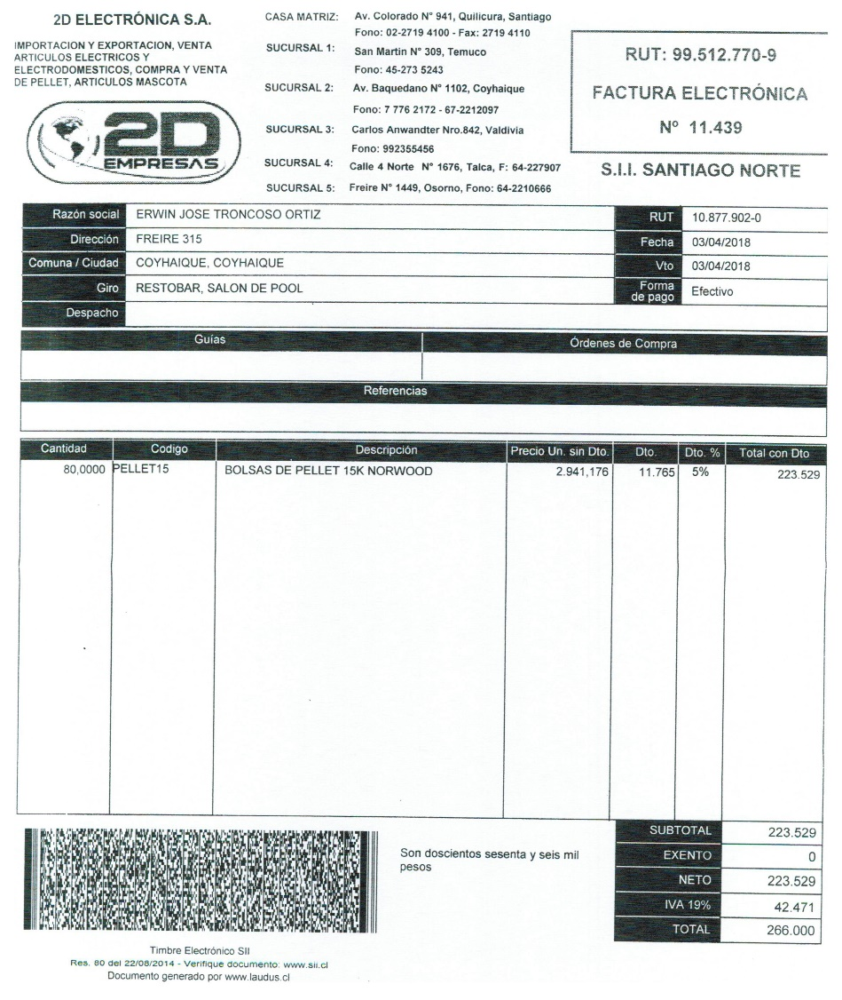 2D ELECTRÓNICA S.A.
IMPORTACION Y EXPORTACION, VENTA
ARTICULOS ELECTRICOS Y
ELECTRODOMESTICOS, COMPRA Y VENTA
DE PELLET, ARTICULOS MASCOTA
2D
EMPRESAS
CASA MATRIZ: Av. Colorado N° 941, Quilicura, Santiago
Fono: 02-2719 4100 - Fax: 2719 4110
SUCURSAL 1: San Martin N° 309, Temuco
Fono: 45-273 5243
SUCURSAL 2: Av. Baquedano N° 1102, Coyhaique
Fono: 7 776 2172 - 67-2212097
SUCURSAL 3: Carlos Anwandter Nro.842, Valdivia
Fono: 992355456
SUCURSAL 4: Calle 4 Norte N° 1676, Talca, F: 64-227907
SUCURSAL 5: Freire N° 1449, Osorno, Fono: 64-2210666
RUT: 99.512.770-9
FACTURA ELECTRÓNICA
Nº 11.439
S.I.I. SANTIAGO NORTE
Razón social ERWIN JOSE TRONCOSO ORTIZ RUT 10.877.902-0
Dirección FREIRE 315 Fecha 03/04/2018
Comuna / Ciudad COYHAIQUE, COYHAIQUE Vto 03/04/2018
Giro RESTOBAR, SALON DE POOL Forma de pago Efectivo
Despacho
Guías Órdenes de Compra
Referencias
Cantidad Codigo Descripción Precio Un. sin Dto. Dto. Dto. % Total con Dto
80,0000 PELLET15 BOLSAS DE PELLET 15K NORWOOD 2.941,176 11.765 5% 223.529
Son doscientos sesenta y seis mil
pesos
SUBTOTAL 223.529
EXENTO 0
NETO 223.529
IVA 19% 42.471
TOTAL 266.000
Timbre Electrónico SII
Res. 80 del 22/08/2014 - Verifique documento: www.sii.cl
Documento generado por www.laudus.cl